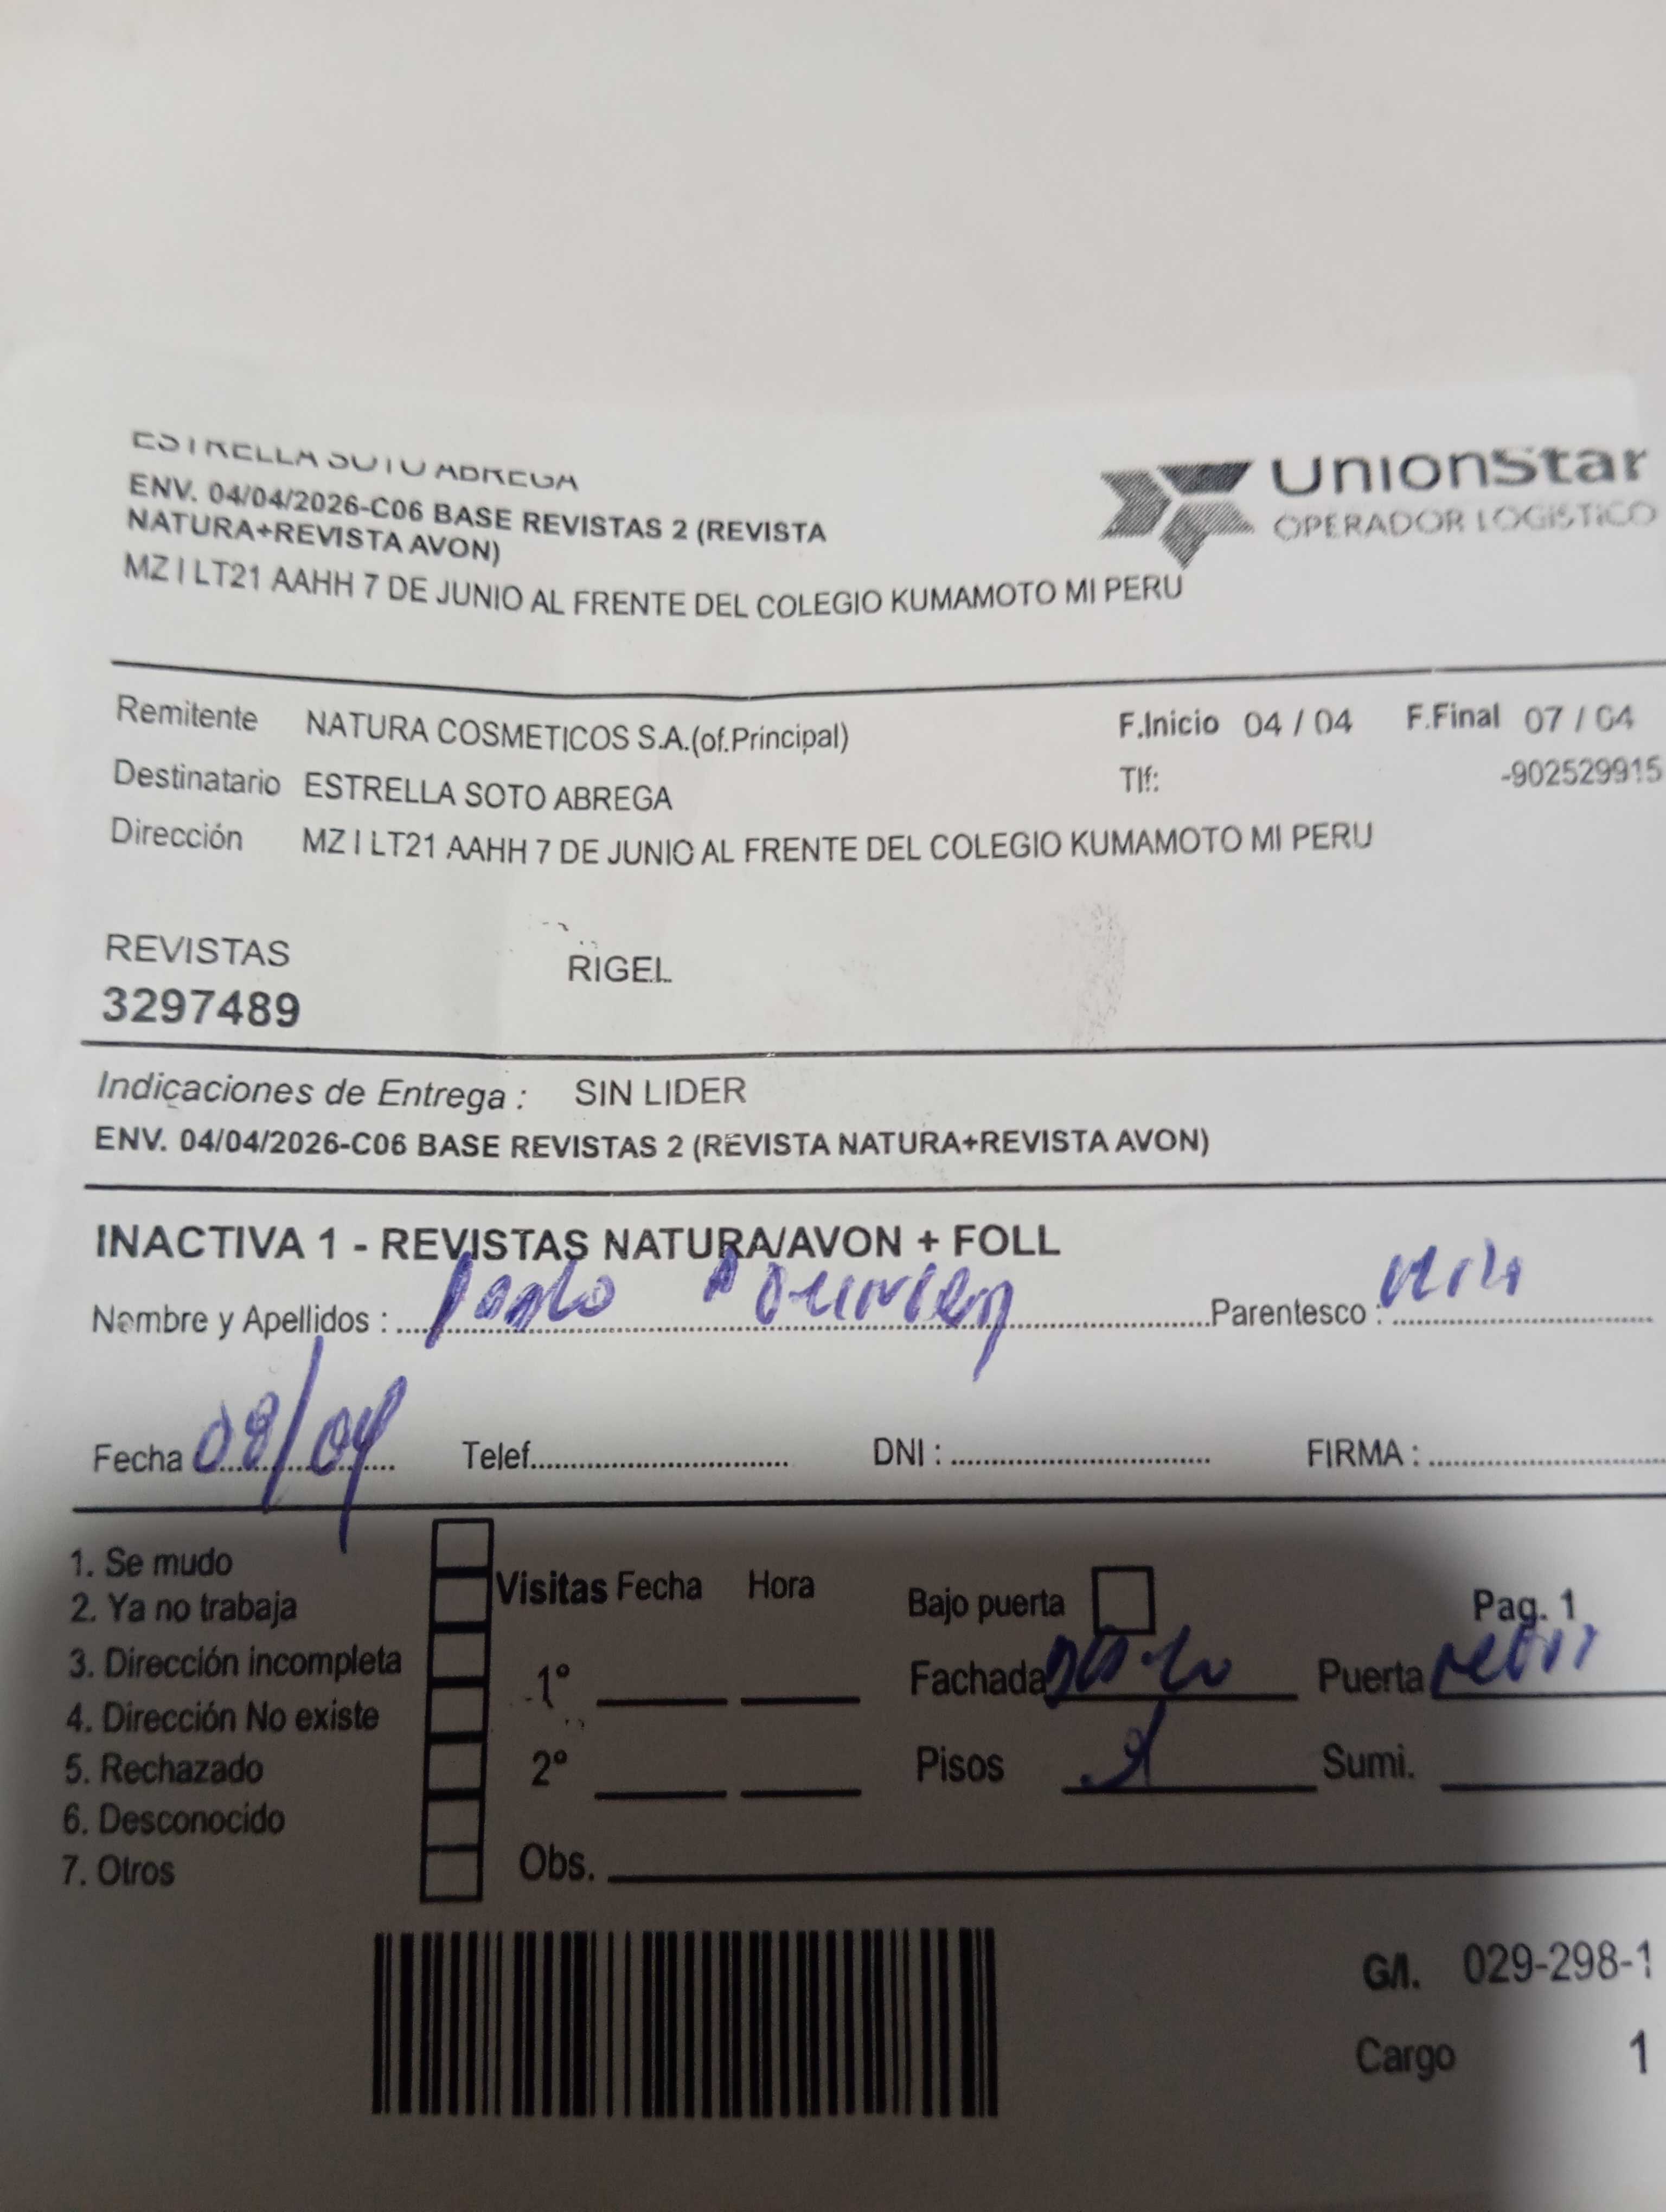 ESTRELLA SOTO ABREGA
ENV. 04/04/2026-C06 BASE REVISTAS 2 (REVISTA
NATURA+REVISTA AVON)
MZ I LT21 AAHH 7 DE JUNIO AL FRENTE DEL COLEGIO KUMAMOTO MI PERU
UnionStar
OPERADOR LOGISTICO
Remitente NATURA COSMETICOS S.A.(of.Principal) F.Inicio 04 / 04 F.Final 07 / 04
Destinatario ESTRELLA SOTO ABREGA Tlf: -902529915
Dirección MZ I LT21 AAHH 7 DE JUNIO AL FRENTE DEL COLEGIO KUMAMOTO MI PERU
REVISTAS RIGEL
3297489
Indicaciones de Entrega : SIN LIDER
ENV. 04/04/2026-C06 BASE REVISTAS 2 (REVISTA NATURA+REVISTA AVON)
INACTIVA 1 - REVISTAS NATURA/AVON + FOLL
Nombre y Apellidos : Parentesco :
Fecha 08/04 Telef. DNI : FIRMA :
1. Se mudo
2. Ya no trabaja
3. Dirección incompleta
4. Dirección No existe
5. Rechazado
6. Desconocido
7. Otros
Visitas Fecha Hora
1º
2º
Obs.
Bajo puerta Pag. 1
Fachada Puerta
Pisos Sumi.
G/I. 029-298-1
Cargo 1